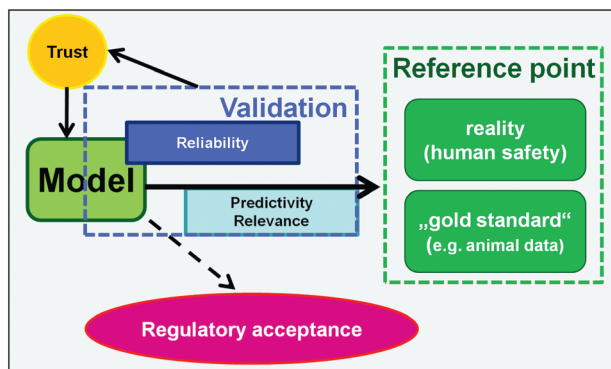 Trust
Validation
Reliability
Model
Predictivity
Relevance
Reference point
reality
(human safety)
„gold standard“
(e.g. animal data)
Regulatory acceptance